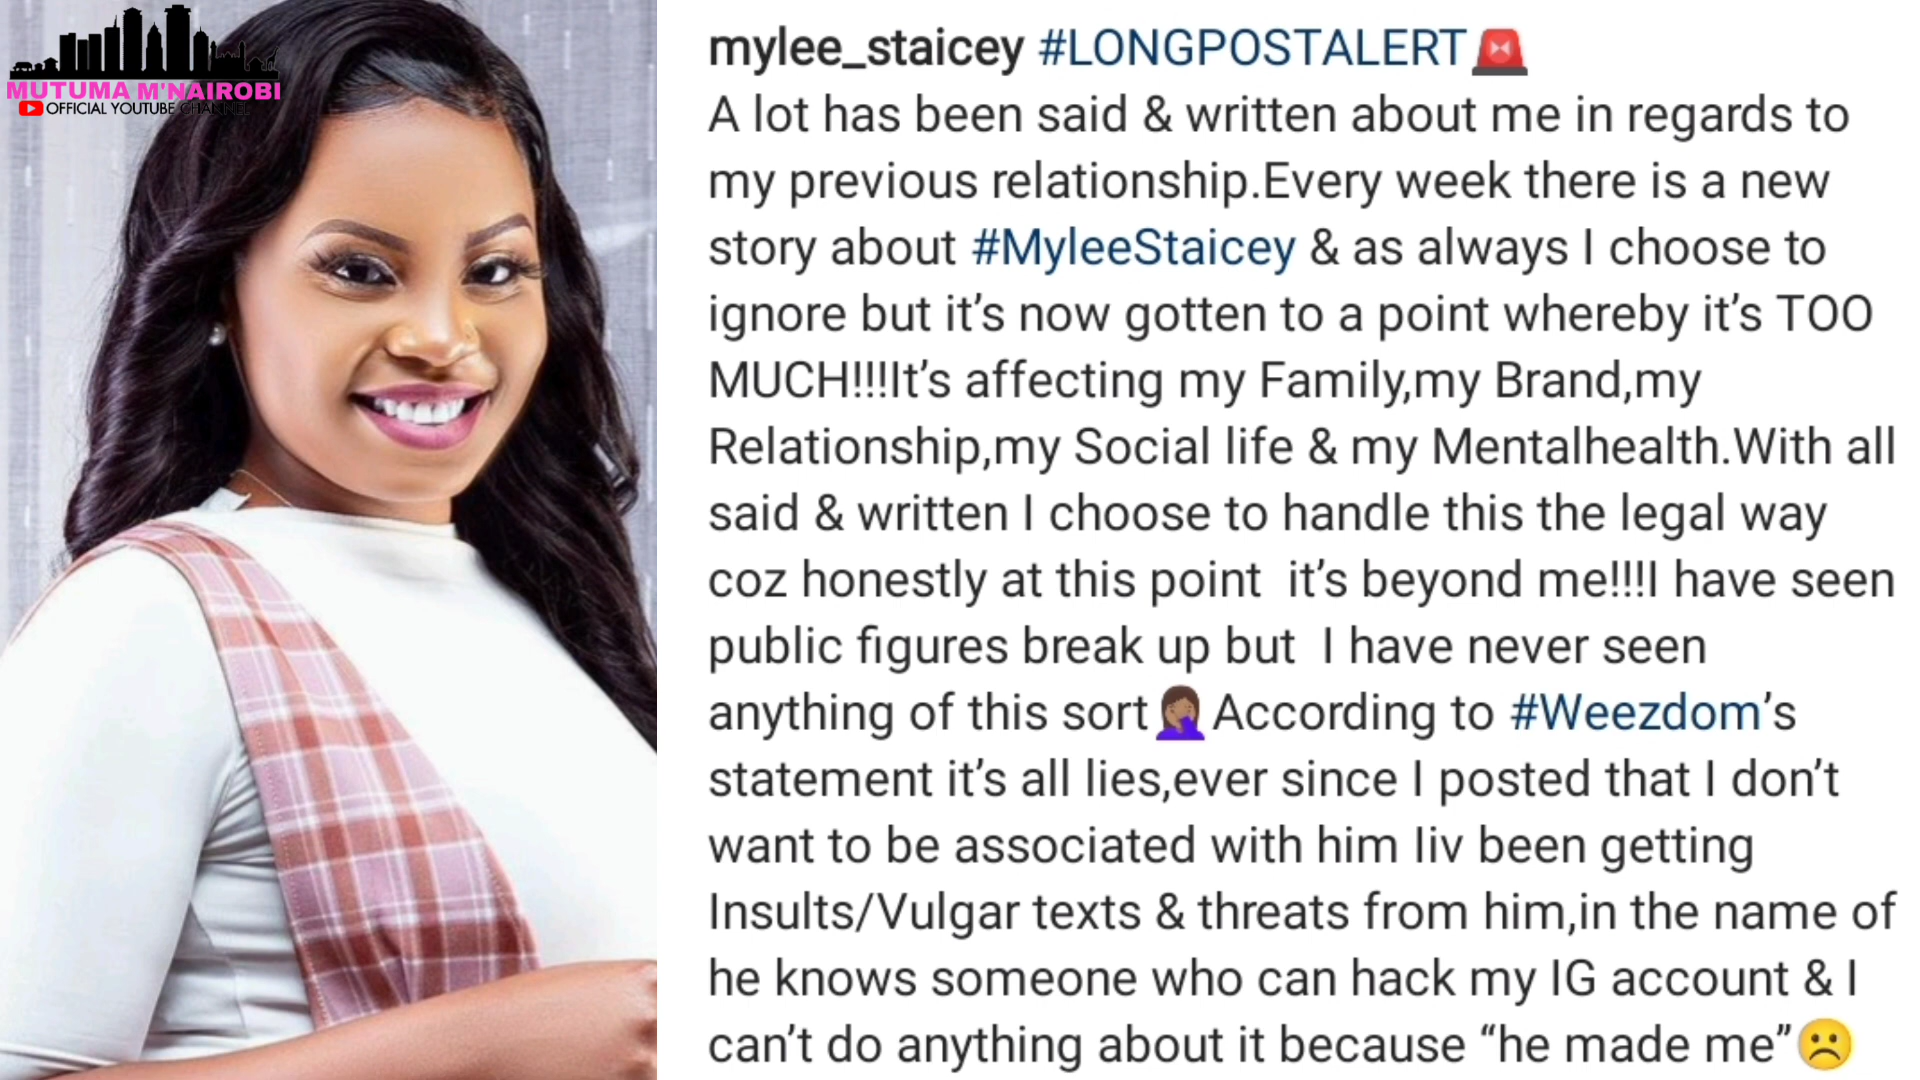 MUTUMA M'NAIROBI
OFFICIAL YOUTUBE CHANNEL
mylee_staicey #LONGPOSTALERT🚨
A lot has been said & written about me in regards to
my previous relationship.Every week there is a new
story about #MyleeStaicey & as always I choose to
ignore but it’s now gotten to a point whereby it’s TOO
MUCH!!!It’s affecting my Family,my Brand,my
Relationship,my Social life & my Mentalhealth.With all
said & written I choose to handle this the legal way
coz honestly at this point  it’s beyond me!!!I have seen
public figures break up but  I have never seen
anything of this sort🤦🏾‍♀️According to #Weezdom’s
statement it’s all lies,ever since I posted that I don’t
want to be associated with him Iiv been getting
Insults/Vulgar texts & threats from him,in the name of
he knows someone who can hack my IG account & I
can’t do anything about it because “he made me”☹️